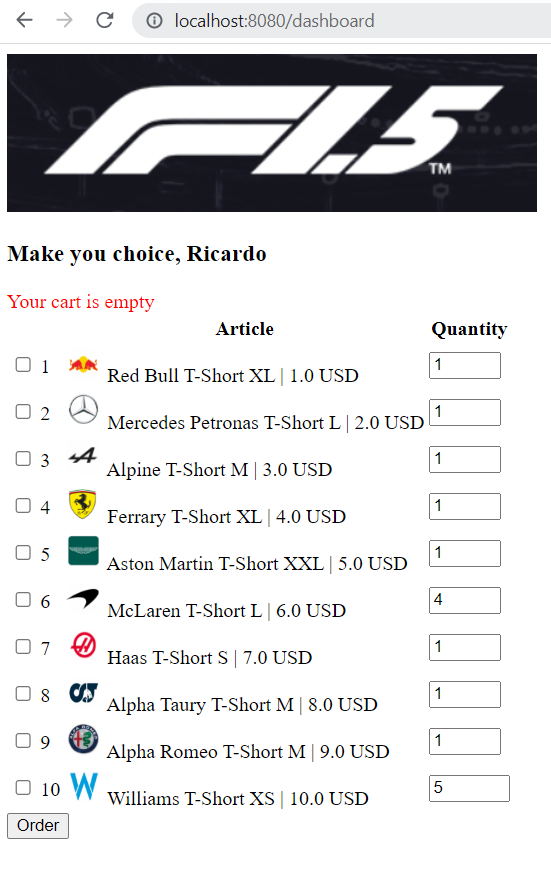 localhost:8080/dashboard
F1.5 TM
Make you choice, Ricardo
Your cart is empty
Article Quantity
1 Red Bull T-Short XL | 1.0 USD 1
2 Mercedes Petronas T-Short L | 2.0 USD 1
3 Alpine T-Short M | 3.0 USD 1
4 Ferrary T-Short XL | 4.0 USD 1
5 Aston Martin T-Short XXL | 5.0 USD 1
6 McLaren T-Short L | 6.0 USD 4
7 Haas T-Short S | 7.0 USD 1
8 Alpha Taury T-Short M | 8.0 USD 1
9 Alpha Romeo T-Short M | 9.0 USD 1
10 Williams T-Short XS | 10.0 USD 5
Order